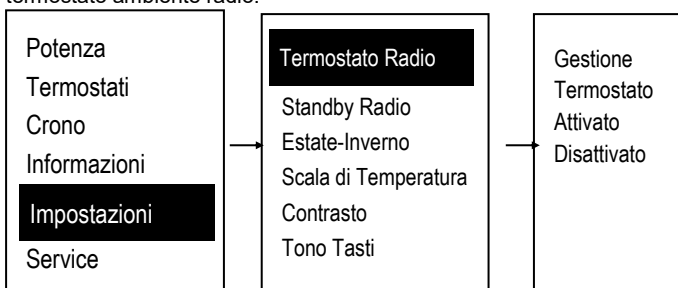 termostato ambiente radio.
Potenza
Termostati
Crono
Informazioni
Impostazioni
Service
Termostato Radio
Standby Radio
Estate-Inverno
Scala di Temperatura
Contrasto
Tono Tasti
Gestione
Termostato
Attivato
Disattivato